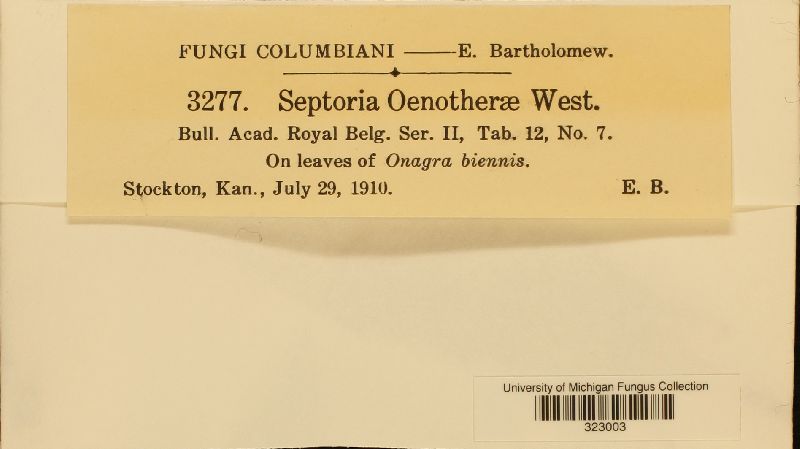 FUNGI COLUMBIANI ——— E. Bartholomew.
3277. Septoria Oenotheræ West.
Bull. Acad. Royal Belg. Ser. II, Tab. 12, No. 7.
On leaves of Onagra biennis.
Stockton, Kan., July 29, 1910. E. B.
University of Michigan Fungus Collection
323003